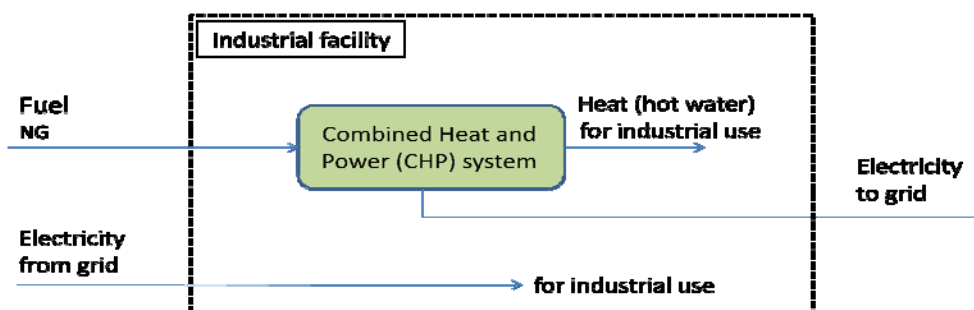 Industrial facility
Fuel
NG
Combined Heat and
Power (CHP) system
Heat (hot water)
for industrial use
Electricity
to grid
Electricity
from grid
for industrial use